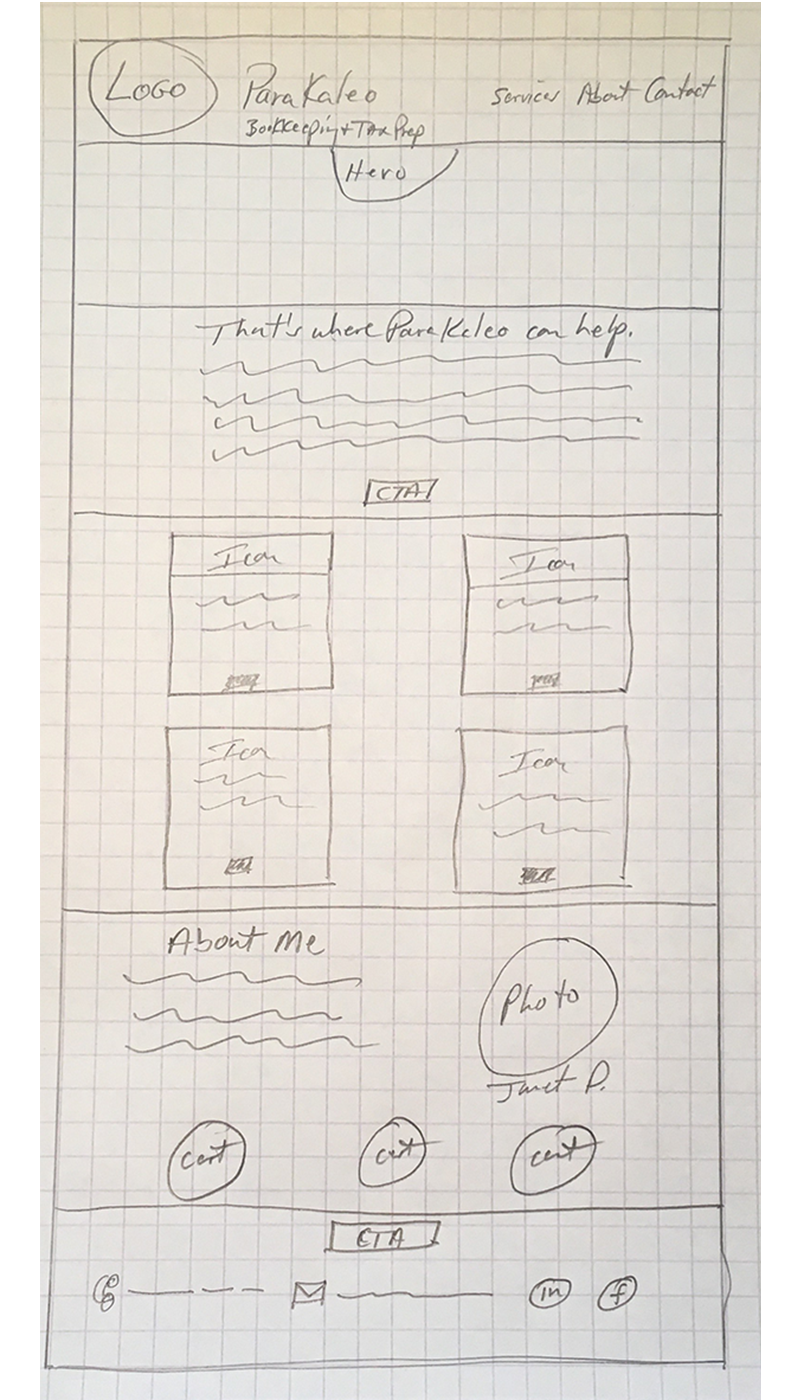 Logo
ParaKaleo
Services About Contact
Bookkeeping + Tax Prep
Hero
That's where ParaKaleo can help.
CTA
Icon
Icon
Icon
Icon
About Me
Photo
Janet P.
cert
cert
cert
CTA
in f